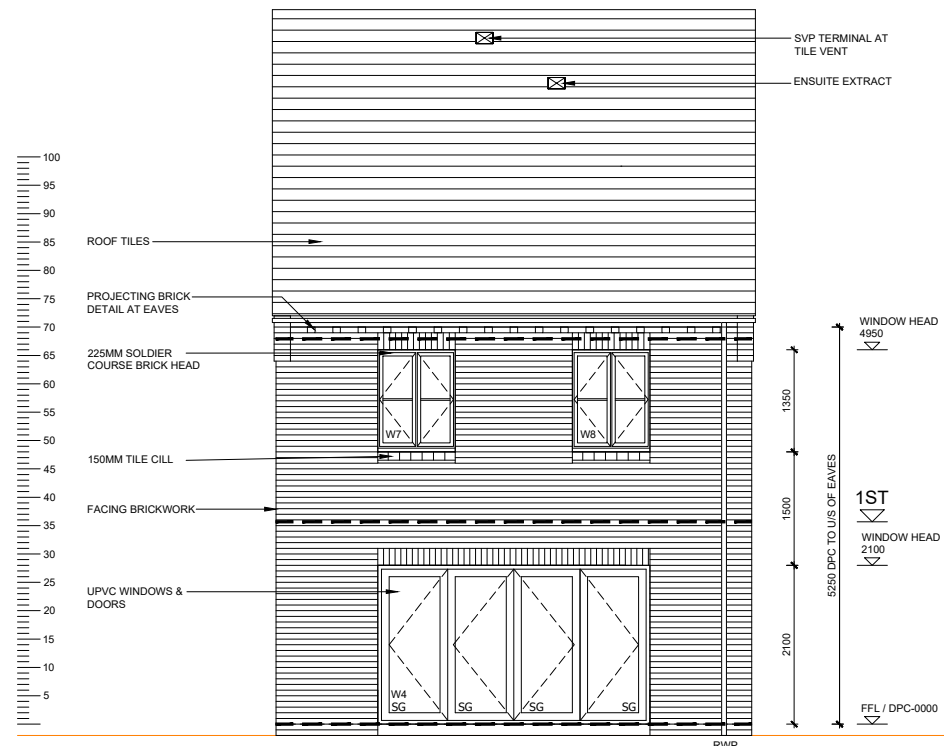 SVP TERMINAL AT
TILE VENT
ENSUITE EXTRACT
100
95
90
85
80
75
70
65
60
55
50
45
40
35
30
25
20
15
10
5
ROOF TILES
PROJECTING BRICK
DETAIL AT EAVES
225MM SOLDIER
COURSE BRICK HEAD
150MM TILE CILL
FACING BRICKWORK
UPVC WINDOWS &
DOORS
W7
W8
W4
SG
SG
SG
SG
1350
1500
2100
5250 DPC TO U/S OF EAVES
WINDOW HEAD
4950
1ST
WINDOW HEAD
2100
FFL / DPC-0000
RWP